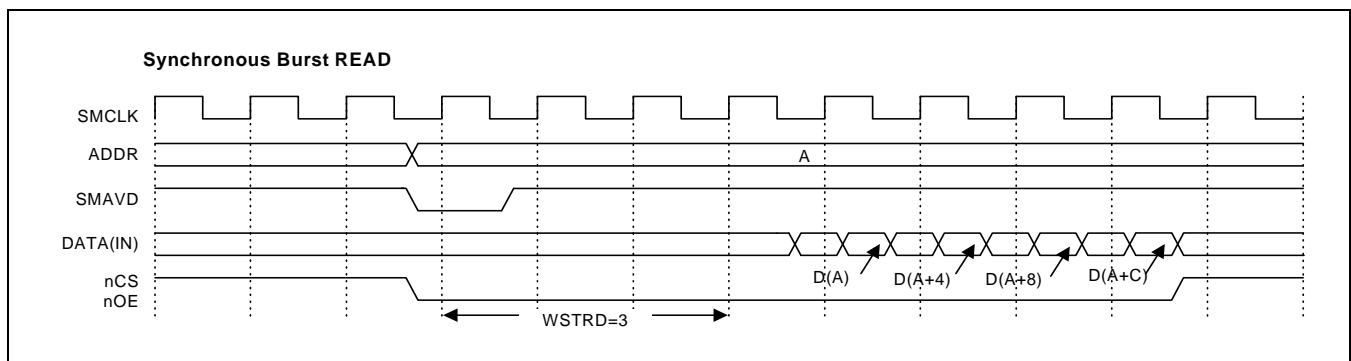 Synchronous Burst READ
SMCLK
ADDR
A
SMAVD
DATA(IN)
D(A)
D(A+4)
D(A+8)
D(A+C)
nCS
nOE
WSTRD=3